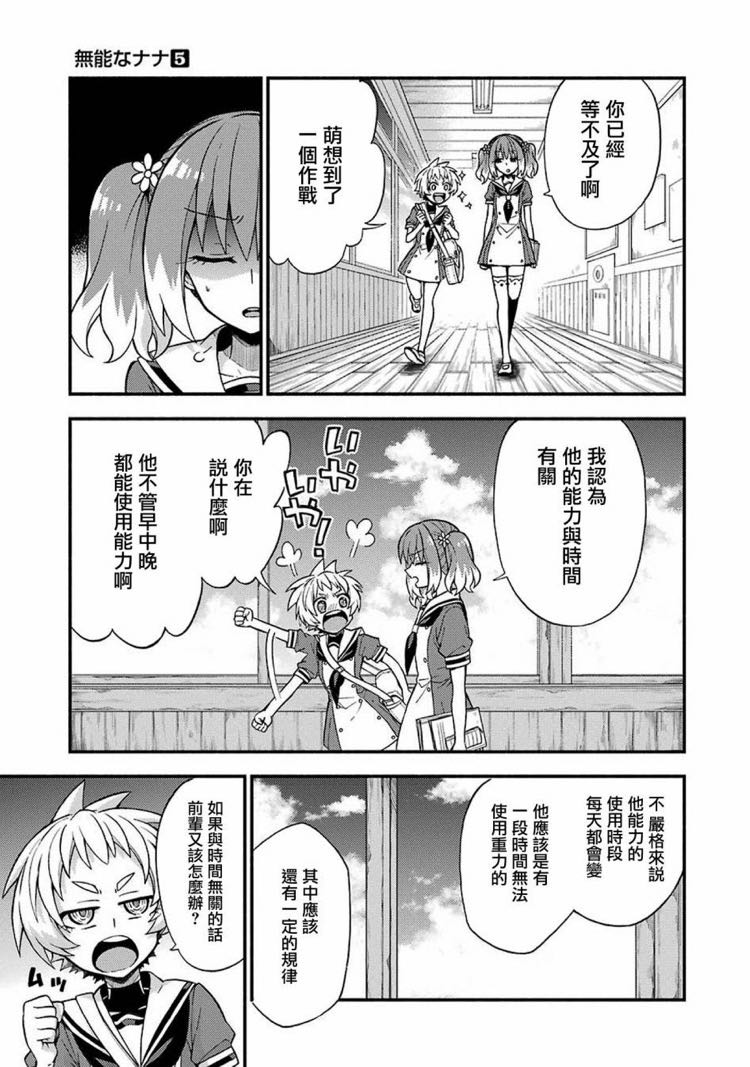 無能なナナ5
你已經
等不及了啊
萌想到了
一個作戰
我認為
他的能力與時間
有關
いや
いや!
你在
說什麼啊
他不管早中晚
都能使用能力啊
不 嚴格來說
他能力的
使用時段
每天都會變
他應該是有
一段時間無法
使用重力的
其中應該
還有一定的規律
如果與時間無關的話
前輩又該怎麼辦?
ムッ